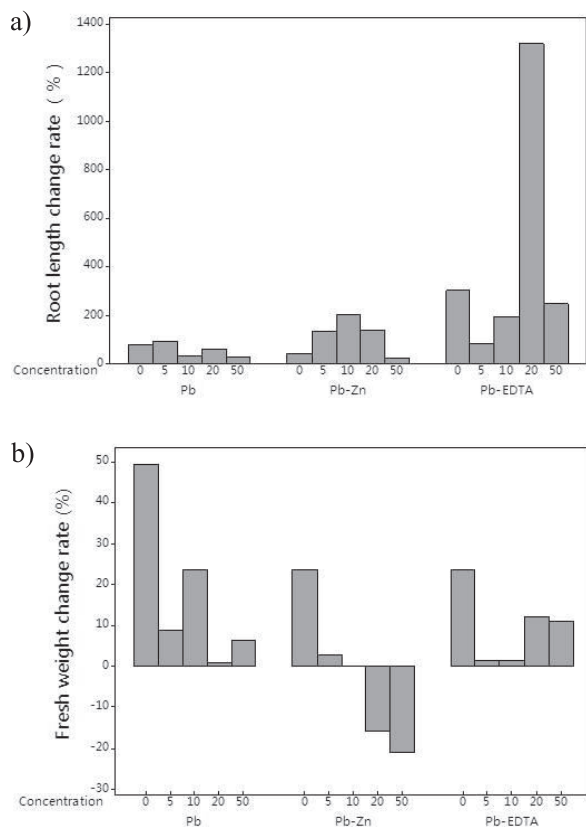 a)
Root length change rate ( % )
1400
1200
1000
800
600
400
200
0
Concentration 0 5 10 20 50 0 5 10 20 50 0 5 10 20 50
Pb Pb-Zn Pb-EDTA
b)
Fresh weight change rate (%)
50
40
30
20
10
0
-10
-20
-30
Concentration 0 5 10 20 50 0 5 10 20 50 0 5 10 20 50
Pb Pb-Zn Pb-EDTA